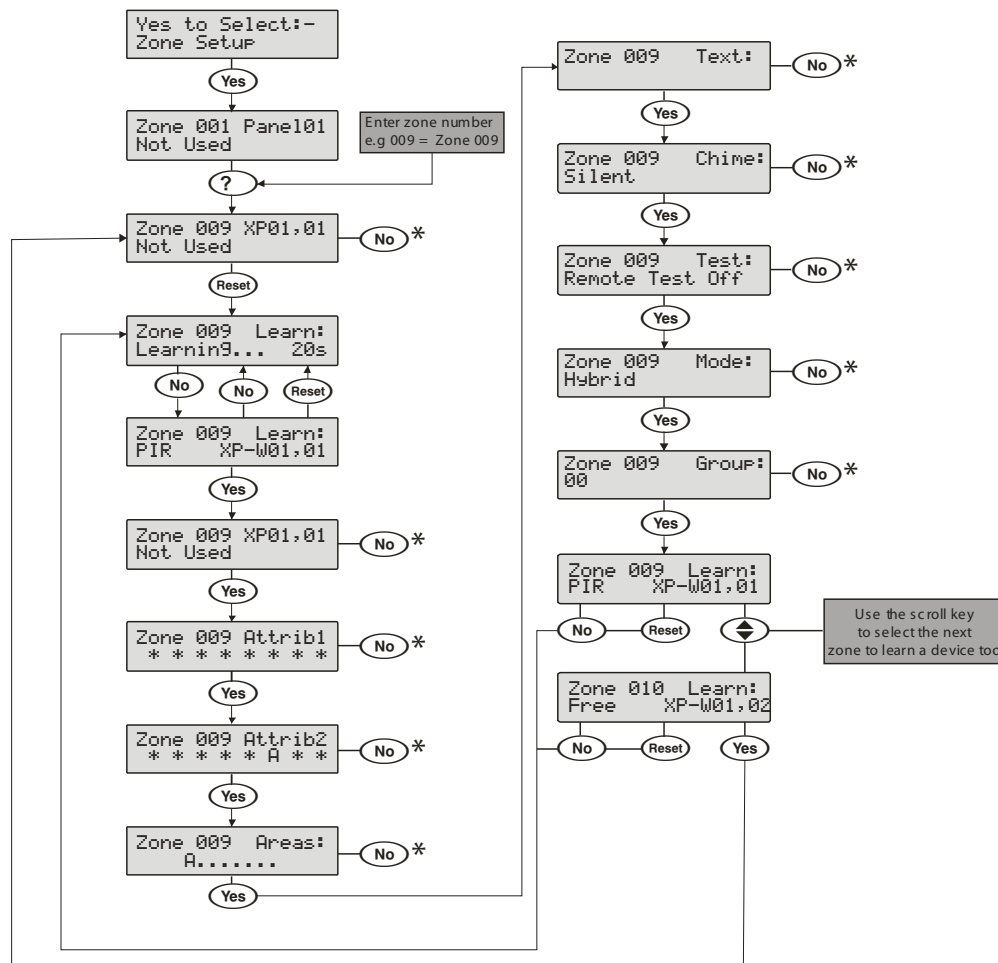 Yes to Select:-
Zone Setup
Yes
Zone 001 Panel01
Not Used
Enter zone number
e.g 009 = Zone 009
?
Zone 009 XP01,01
Not Used
No *
Reset
Zone 009 Learn:
Learning... 20s
No
No
Reset
Zone 009 Learn:
PIR XP-W01,01
Yes
Zone 009 XP01,01
Not Used
No *
Yes
Zone 009 Attrib1
* * * * * * * *
No *
Yes
Zone 009 Attrib2
* * * * * A * *
No *
Yes
Zone 009 Areas:
A.......
No *
Yes
Zone 009 Text:
No *
Yes
Zone 009 Chime:
Silent
No *
Yes
Zone 009 Test:
Remote Test Off
No *
Yes
Zone 009 Mode:
Hybrid
No *
Yes
Zone 009 Group:
00
No *
Yes
Zone 009 Learn:
PIR XP-W01,01
No
Reset
Use the scroll key
to select the next
zone to learn a device too
Zone 010 Learn:
Free XP-W01,02
No
Reset
Yes